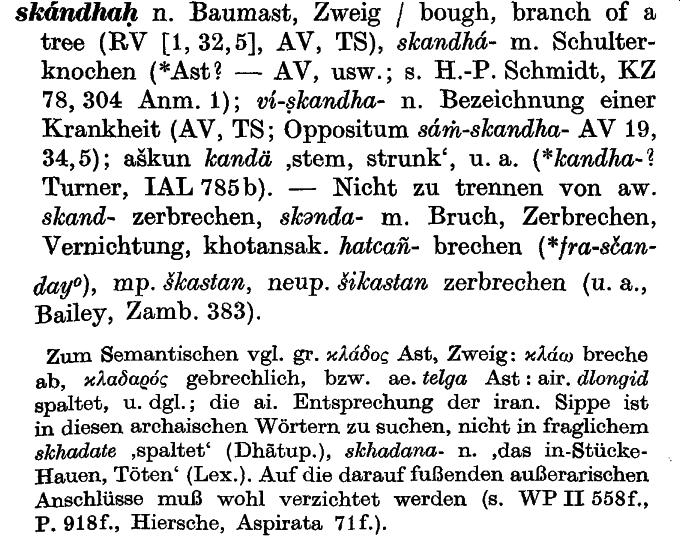 skándhaḥ n. Baumast, Zweig / bough, branch of a
tree (RV [1, 32,5], AV, TS), skandhá- m. Schulter-
knochen (*Ast? — AV, usw.; s. H.-P. Schmidt, KZ
78, 304 Anm. 1); ví-ṣkandha- n. Bezeichnung einer
Krankheit (AV, TS; Oppositum sáṁ-skandha- AV 19,
34,5); aškun kandä ‚stem, strunk‘, u. a. (*kandha-?
Turner, IAL 785b). — Nicht zu trennen von aw.
skand- zerbrechen, skəṇda- m. Bruch, Zerbrechen,
Vernichtung, khotansak. hatcañ- brechen (*fra-sčan-
dayº), mp. škastan, neup. šikastan zerbrechen (u. a.,
Bailey, Zamb. 383).
Zum Semantischen vgl. gr. κλάδος Ast, Zweig: κλάω breche
ab, κλαδαρός gebrechlich, bzw. ae. telga Ast : air. dlongid
spaltet, u. dgl.; die ai. Entsprechung der iran. Sippe ist
in diesen archaischen Wörtern zu suchen, nicht in fraglichem
skhadate ‚spaltet‘ (Dhātup.), skhadana- n. ‚das in-Stücke-
Hauen, Töten‘ (Lex.). Auf die darauf fußenden außerarischen
Anschlüsse muß wohl verzichtet werden (s. WP II 558f.,
P. 918f., Hiersche, Aspirata 71f.).